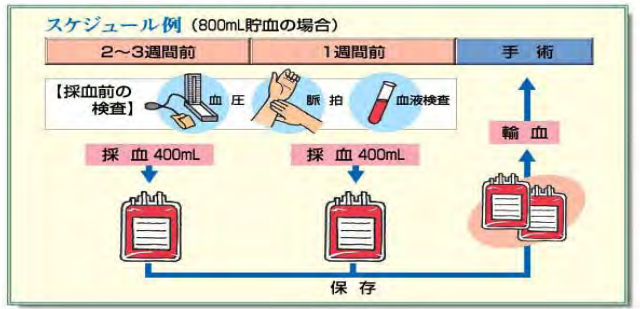 スケジュール例（800mL貯血の場合）
2～3週間前
1週間前
手術
【採血前の
検査】
血圧
脈拍
血液検査
採血 400mL
採血 400mL
輸血
保存